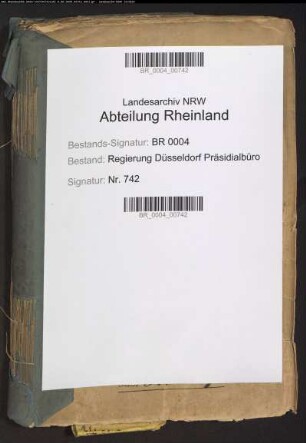 BR_0004_00742
Landesarchiv NRW
Abteilung Rheinland
Bestands-Signatur: BR 0004
Bestand: Regierung Düsseldorf Präsidialbüro
Signatur: Nr. 742
BR_0004_00742